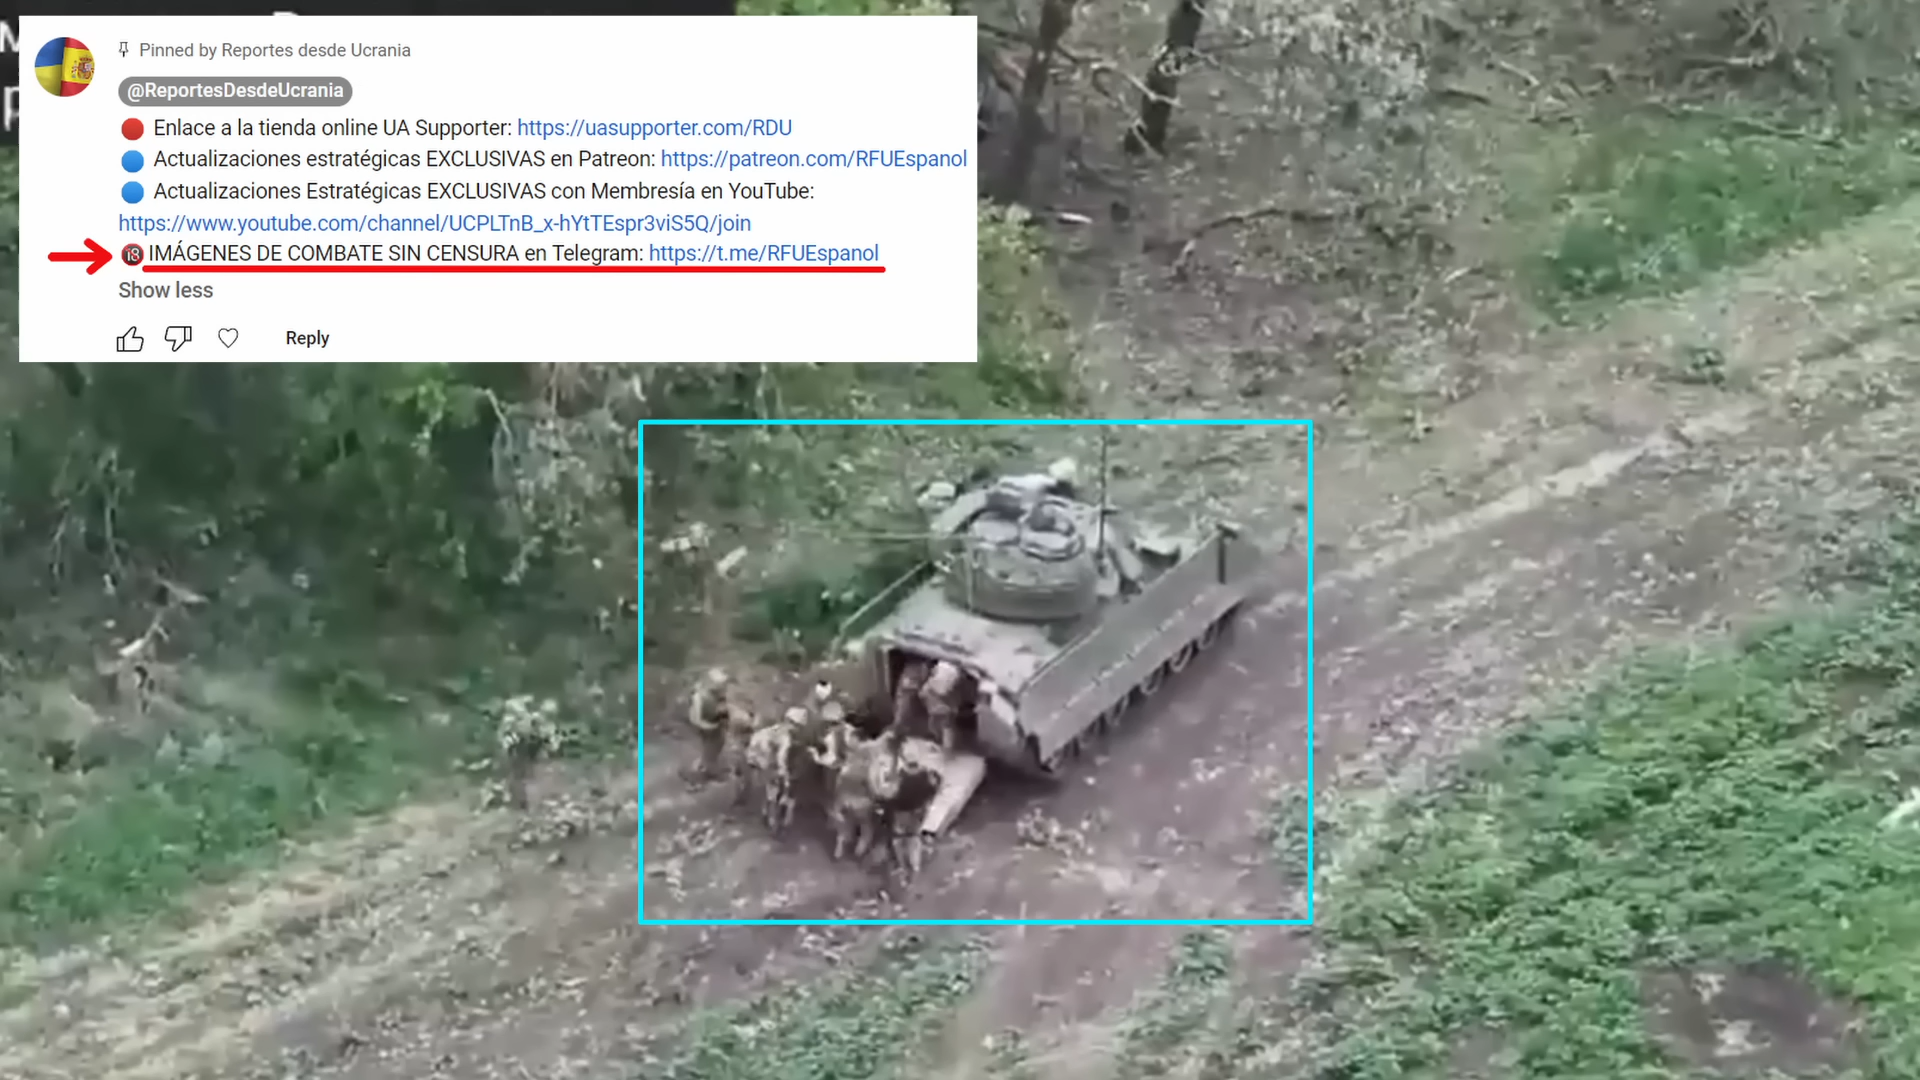 Pinned by Reportes desde Ucrania
@ReportesDesdeUcrania
Enlace a la tienda online UA Supporter: https://uasupporter.com/RDU
Actualizaciones estratégicas EXCLUSIVAS en Patreon: https://patreon.com/RFUEspanol
Actualizaciones Estratégicas EXCLUSIVAS con Membresía en YouTube:
https://www.youtube.com/channel/UCPLTnB_x-hYtTEspr3viS5Q/join
🔞IMÁGENES DE COMBATE SIN CENSURA en Telegram: https://t.me/RFUEspanol
Show less
Reply